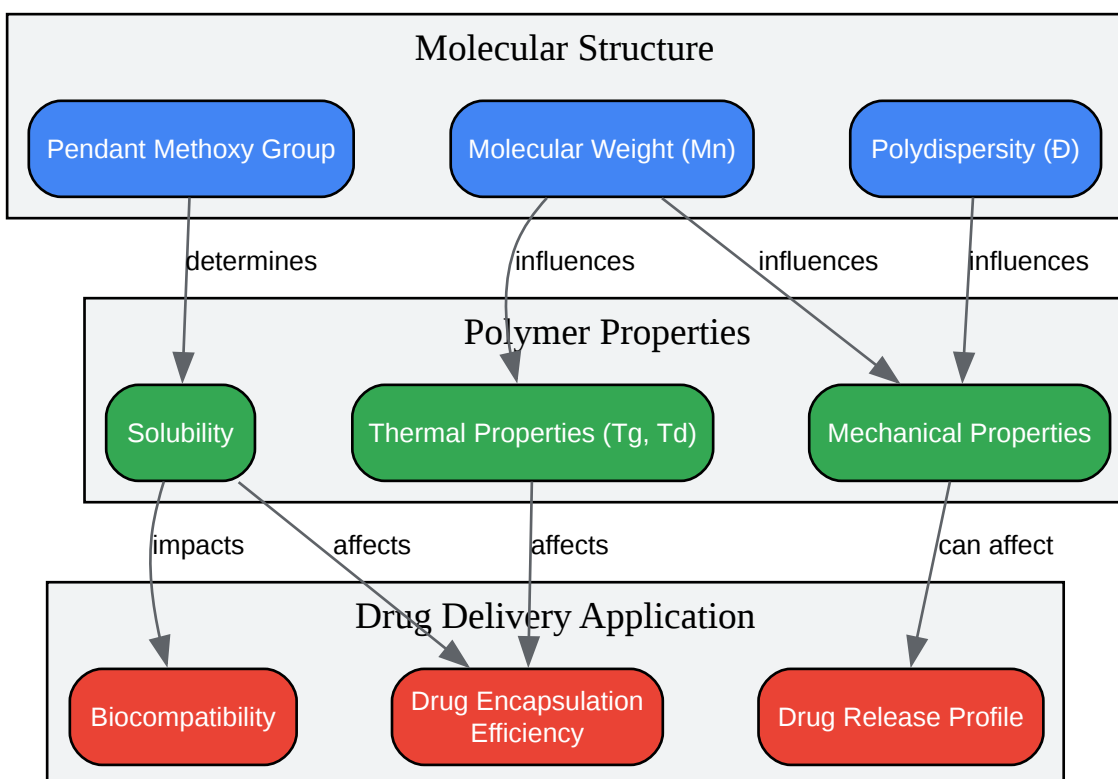 Molecular Structure
Pendant Methoxy Group
Molecular Weight (Mn)
Polydispersity (Đ)
determines
influences
influences
influences
Polymer Properties
Solubility
Thermal Properties (Tg, Td)
Mechanical Properties
impacts
affects
affects
can affect
Drug Delivery Application
Biocompatibility
Drug Encapsulation
Efficiency
Drug Release Profile